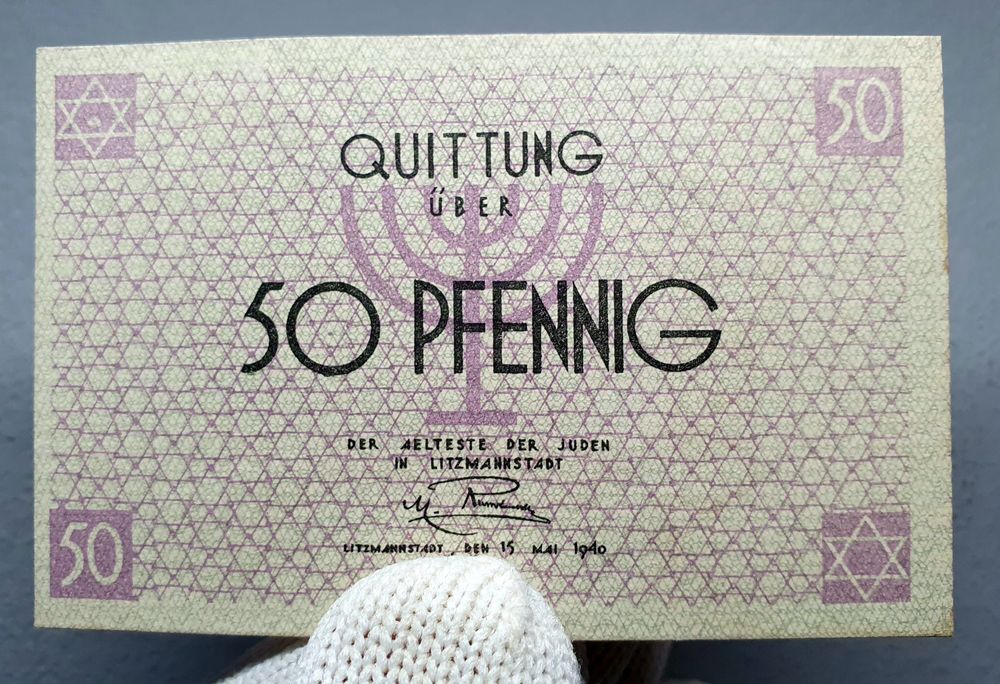 50
QUITTUNG
ÜBER
50 PFENNIG
DER AELTESTE DER JUDEN
IN LITZMANNSTADT
LITZMANNSTADT, DEN 15 MAI 1940
50